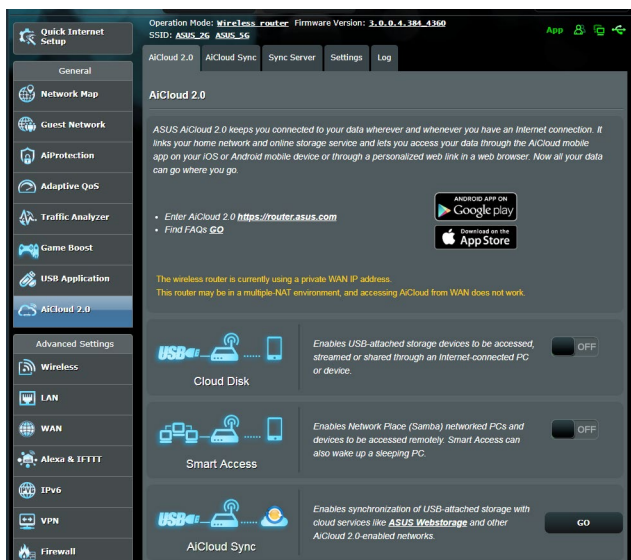 Quick Internet
Setup
Operation Mode: Wireless router Firmware Version: 3.0.0.4.384_4360
SSID: ASUS_2G ASUS_5G
App
General
Network Map
Guest Network
AiProtection
Adaptive QoS
Traffic Analyzer
Game Boost
USB Application
AiCloud 2.0
Advanced Settings
Wireless
LAN
WAN
Alexa & IFTTT
IPv6
VPN
Firewall
AiCloud 2.0 AiCloud Sync Sync Server Settings Log
AiCloud 2.0
ASUS AiCloud 2.0 keeps you connected to your data wherever and whenever you have an Internet connection. It
links your home network and online storage service and lets you access your data through the AiCloud mobile
app on your iOS or Android mobile device or through a personalized web link in a web browser. Now all your data
can go where you go.
• Enter AiCloud 2.0 https://router.asus.com
• Find FAQs GO
ANDROID APP ON
Google play
Download on the
App Store
The wireless router is currently using a private WAN IP address.
This router may be in a multiple-NAT environment, and accessing AiCloud from WAN does not work.
USB
Cloud Disk
Enables USB-attached storage devices to be accessed,
streamed or shared through an Internet-connected PC
or device.
OFF
Smart Access
Enables Network Place (Samba) networked PCs and
devices to be accessed remotely. Smart Access can
also wake up a sleeping PC.
OFF
USB
AiCloud Sync
Enables synchronization of USB-attached storage with
cloud services like ASUS Webstorage and other
AiCloud 2.0-enabled networks.
GO